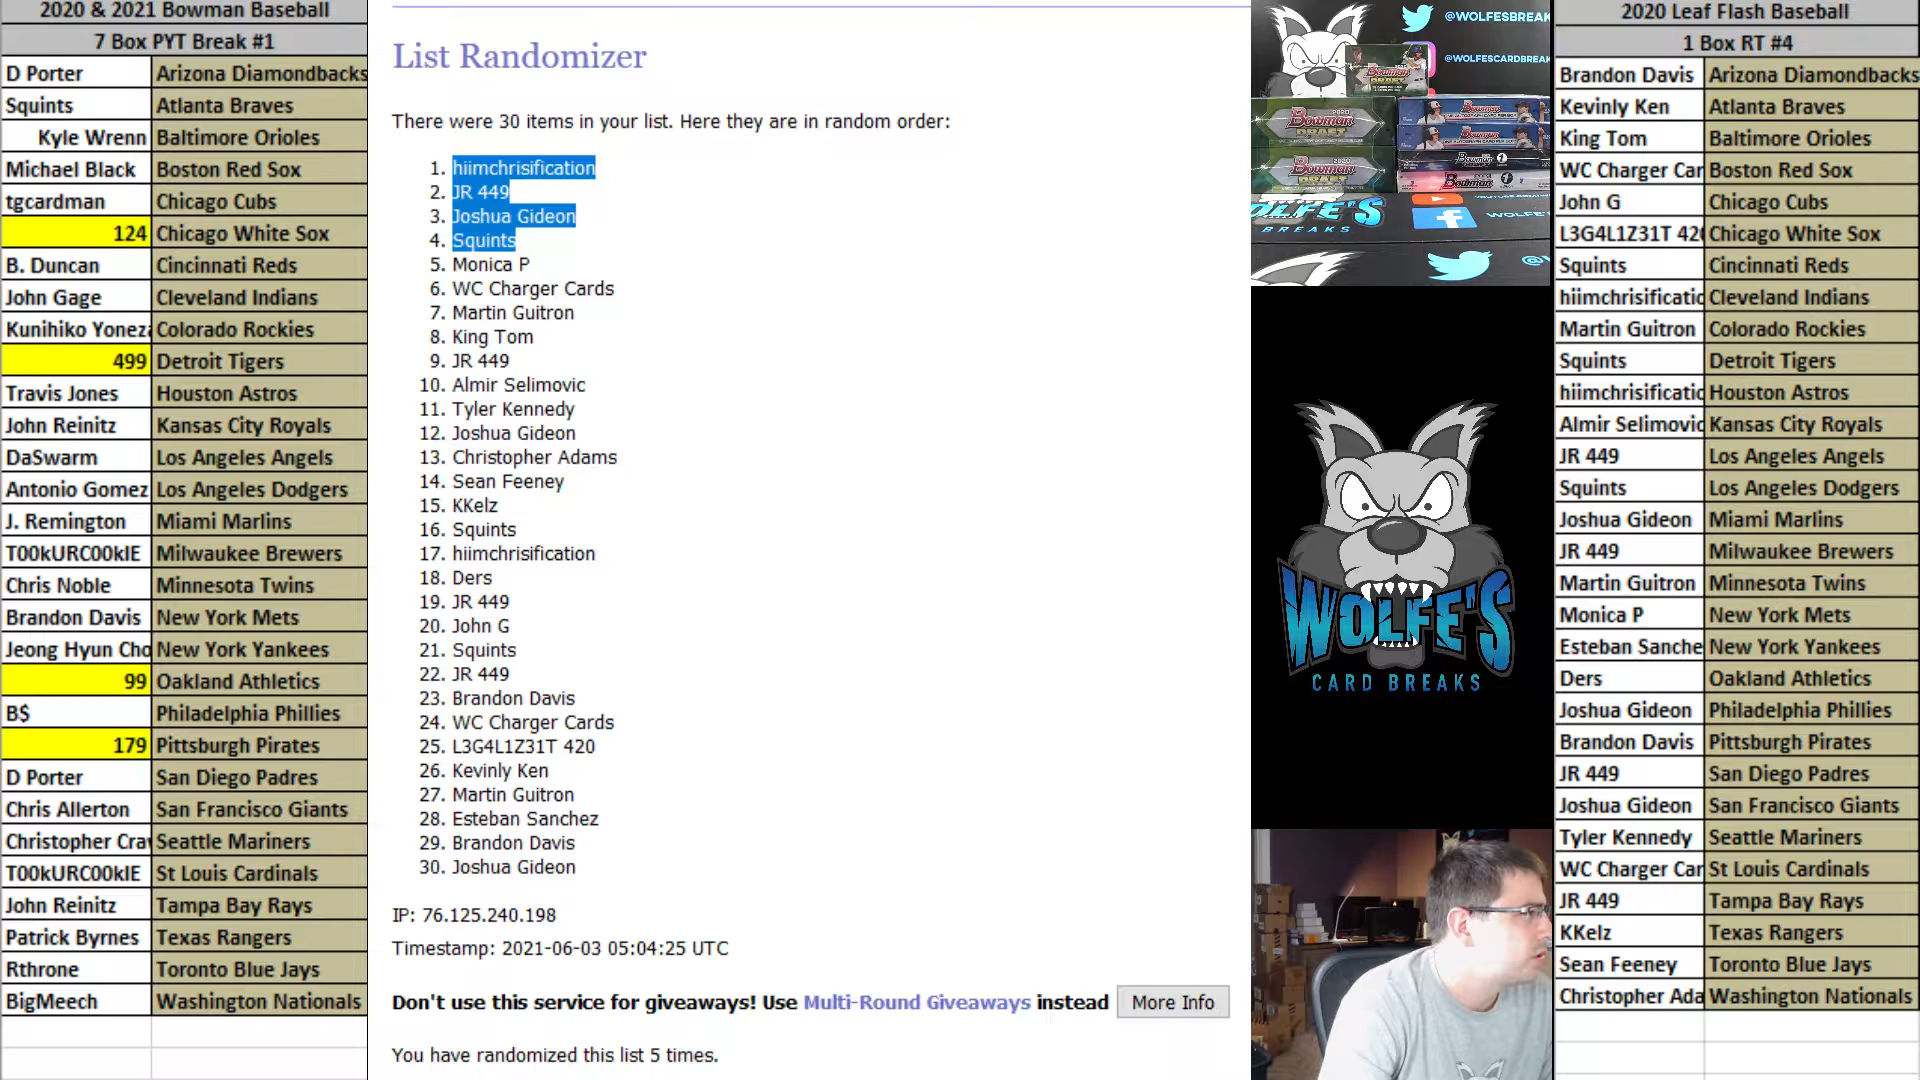 2020 & 2021 Bowman Baseball
7 Box PYT Break #1
D Porter Arizona Diamondbacks
Squints Atlanta Braves
Kyle Wrenn Baltimore Orioles
Michael Black Boston Red Sox
tgcardman Chicago Cubs
124 Chicago White Sox
B. Duncan Cincinnati Reds
John Gage Cleveland Indians
Kunihiko Yoneza Colorado Rockies
499 Detroit Tigers
Travis Jones Houston Astros
John Reinitz Kansas City Royals
DaSwarm Los Angeles Angels
Antonio Gomez Los Angeles Dodgers
J. Remington Miami Marlins
T00kURC00kIE Milwaukee Brewers
Chris Noble Minnesota Twins
Brandon Davis New York Mets
Jeong Hyun Cho New York Yankees
99 Oakland Athletics
B$ Philadelphia Phillies
179 Pittsburgh Pirates
D Porter San Diego Padres
Chris Allerton San Francisco Giants
Christopher Cra Seattle Mariners
T00kURC00kIE St Louis Cardinals
John Reinitz Tampa Bay Rays
Patrick Byrnes Texas Rangers
Rthrone Toronto Blue Jays
BigMeech Washington Nationals
List Randomizer
There were 30 items in your list. Here they are in random order:
1. hiimchrisification
2. JR 449
3. Joshua Gideon
4. Squints
5. Monica P
6. WC Charger Cards
7. Martin Guitron
8. King Tom
9. JR 449
10. Almir Selimovic
11. Tyler Kennedy
12. Joshua Gideon
13. Christopher Adams
14. Sean Feeney
15. KKelz
16. Squints
17. hiimchrisification
18. Ders
19. JR 449
20. John G
21. Squints
22. JR 449
23. Brandon Davis
24. WC Charger Cards
25. L3G4L1Z31T 420
26. Kevinly Ken
27. Martin Guitron
28. Esteban Sanchez
29. Brandon Davis
30. Joshua Gideon
IP: 76.125.240.198
Timestamp: 2021-06-03 05:04:25 UTC
Don't use this service for giveaways! Use Multi-Round Giveaways instead More Info
You have randomized this list 5 times.
@WOLFESBREAK
@WOLFESCARDBREAK
Bowman
Bowman
DRAFT
2020
Bowman
Bowman
Bowman
Bowman
OLFE'S
BREAKS
WOLFE'
WOLFE'S
CARD BREAKS
2020 Leaf Flash Baseball
1 Box RT #4
Brandon Davis Arizona Diamondbacks
Kevinly Ken Atlanta Braves
King Tom Baltimore Orioles
WC Charger Car Boston Red Sox
John G Chicago Cubs
L3G4L1Z31T 420 Chicago White Sox
Squints Cincinnati Reds
hiimchrisificatio Cleveland Indians
Martin Guitron Colorado Rockies
Squints Detroit Tigers
hiimchrisificatio Houston Astros
Almir Selimovic Kansas City Royals
JR 449 Los Angeles Angels
Squints Los Angeles Dodgers
Joshua Gideon Miami Marlins
JR 449 Milwaukee Brewers
Martin Guitron Minnesota Twins
Monica P New York Mets
Esteban Sanche New York Yankees
Ders Oakland Athletics
Joshua Gideon Philadelphia Phillies
Brandon Davis Pittsburgh Pirates
JR 449 San Diego Padres
Joshua Gideon San Francisco Giants
Tyler Kennedy Seattle Mariners
WC Charger Car St Louis Cardinals
JR 449 Tampa Bay Rays
KKelz Texas Rangers
Sean Feeney Toronto Blue Jays
Christopher Ada Washington Nationals